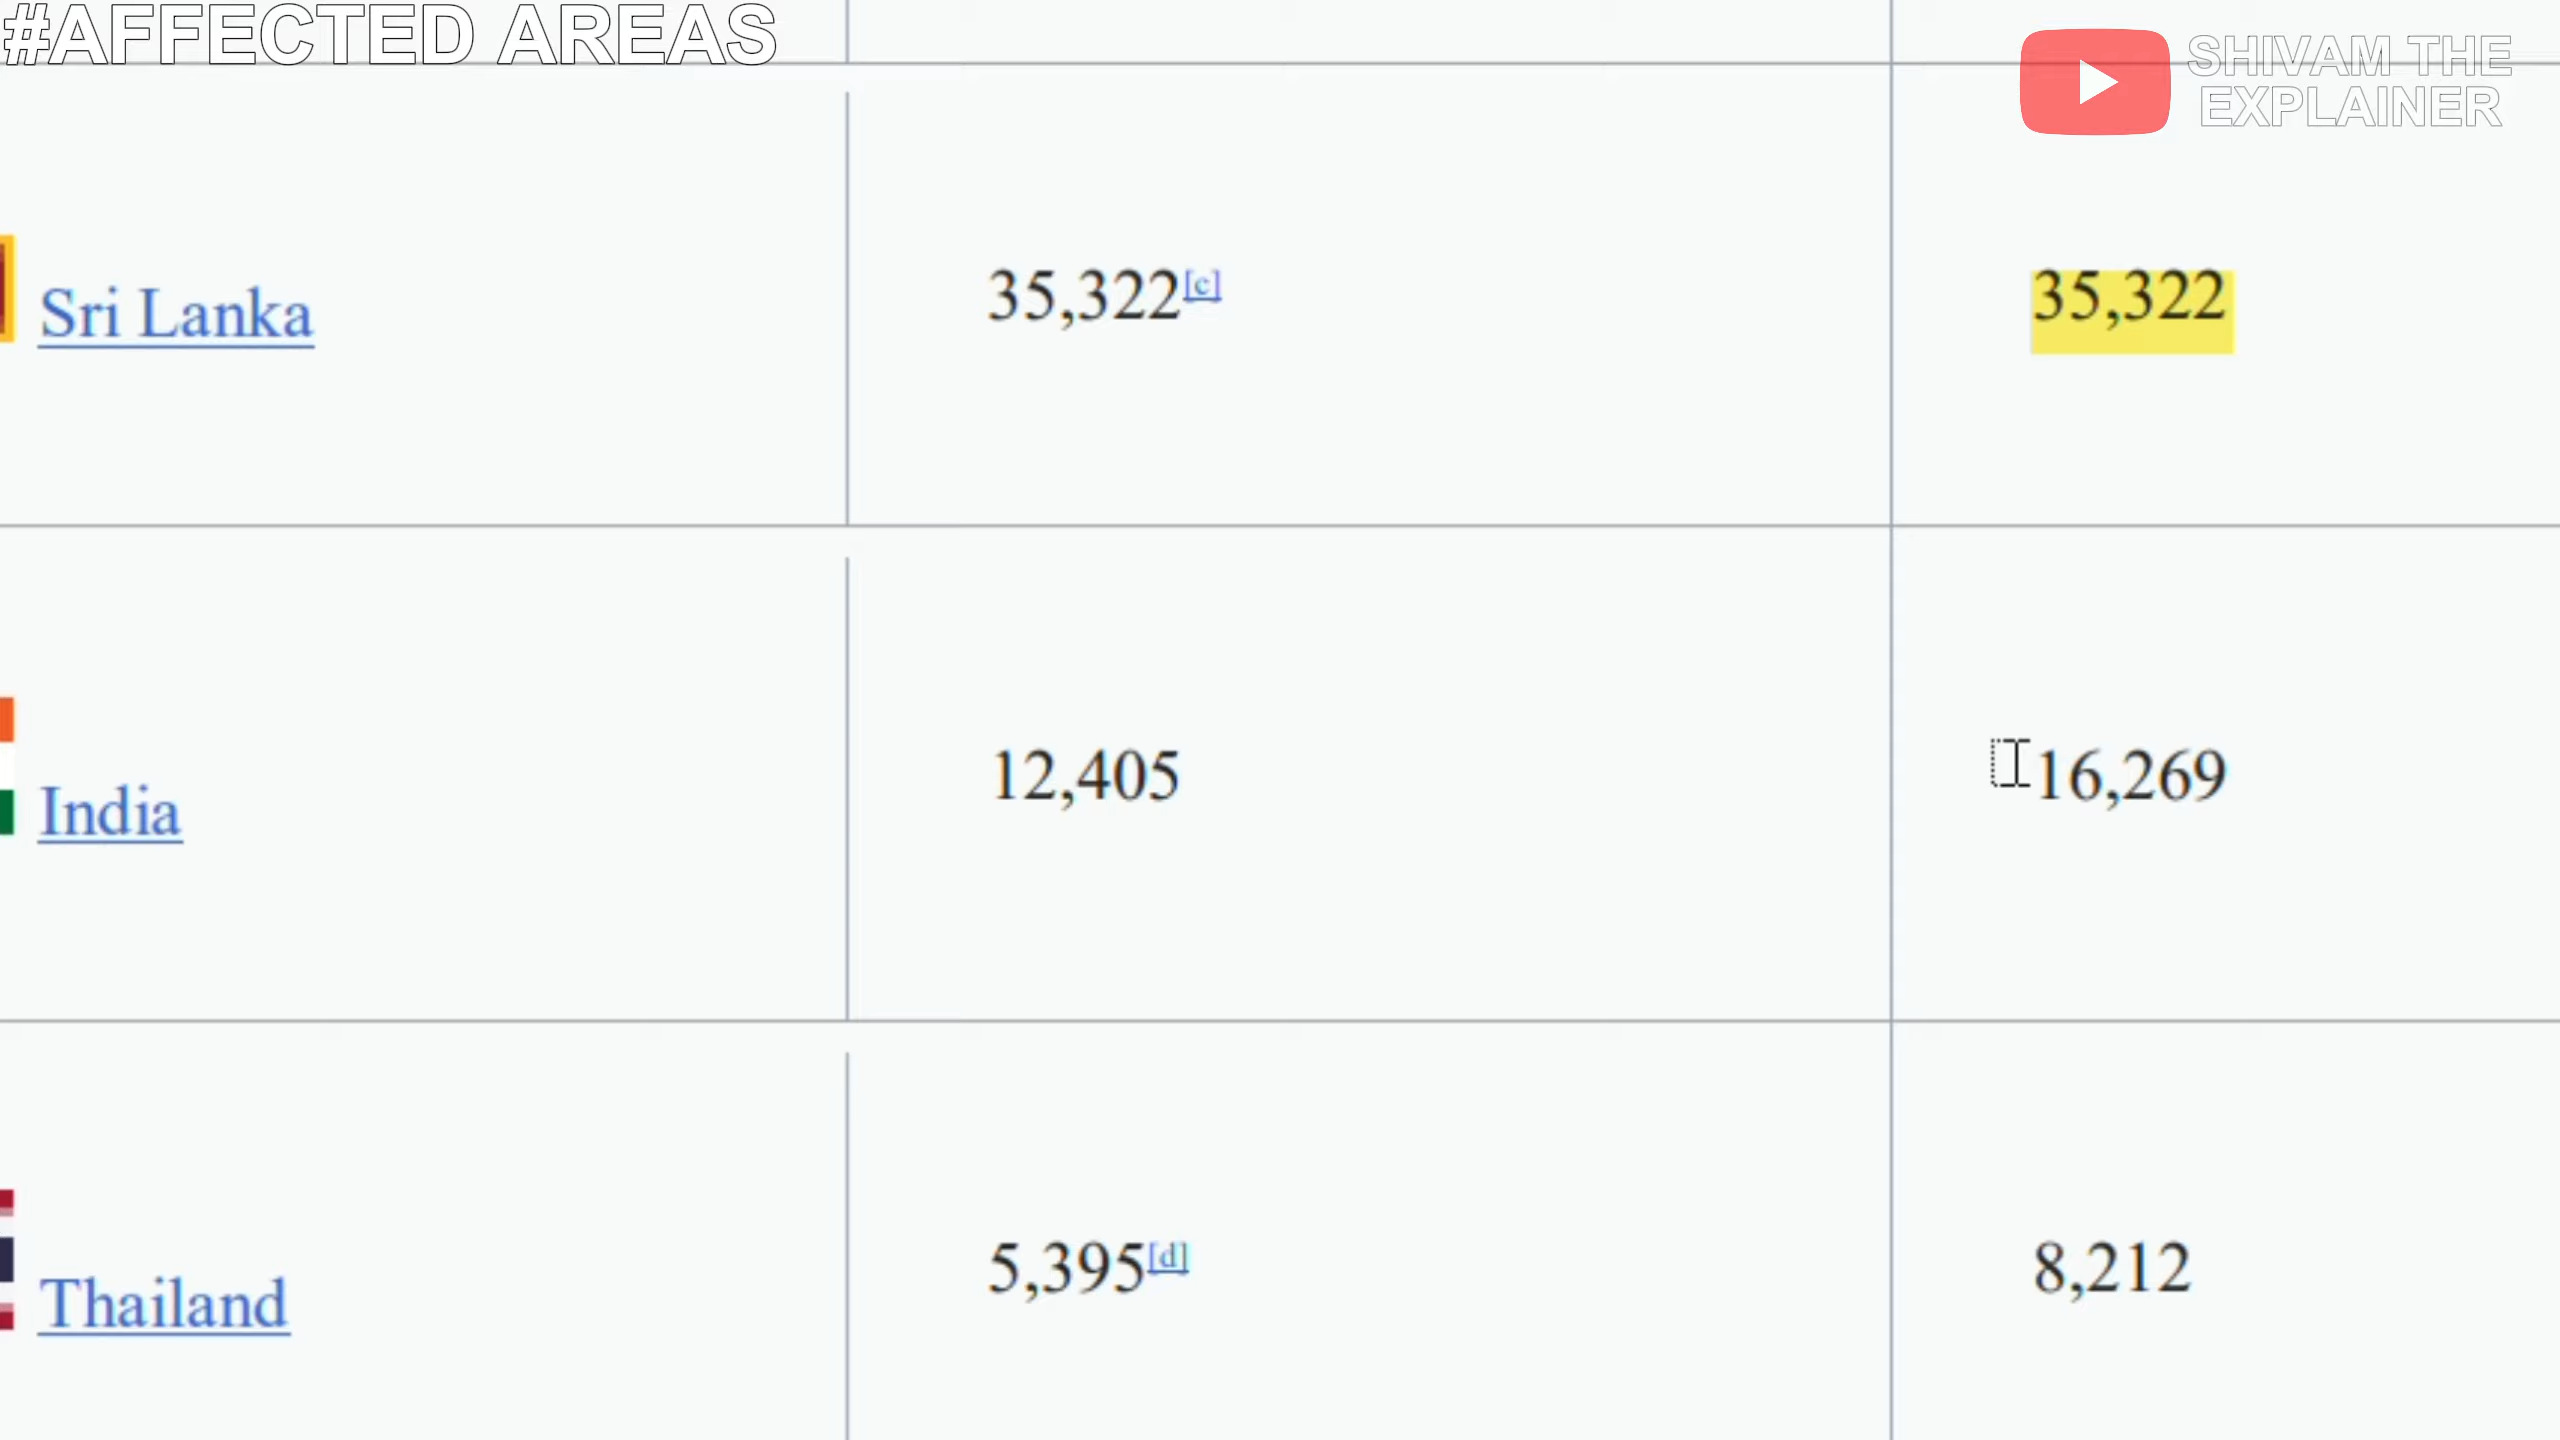 #AFFECTED AREAS
SHIVAM THE
EXPLAINER
Sri Lanka 35,322[c] 35,322
India 12,405 16,269
Thailand 5,395[d] 8,212